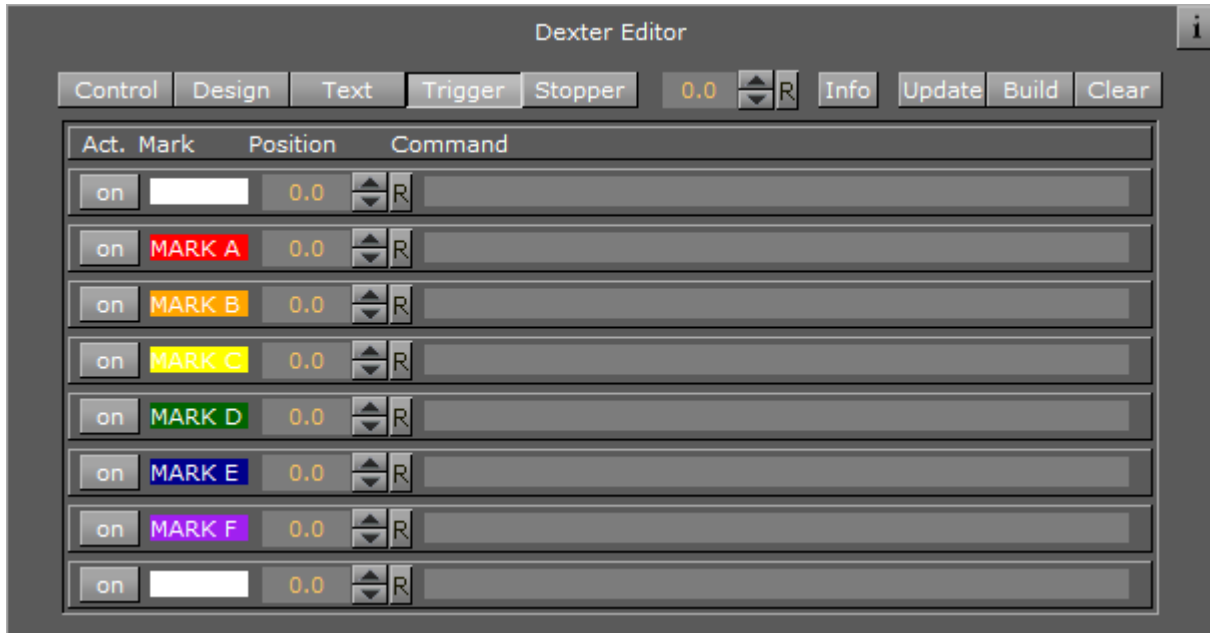 Dexter Editor i
Control Design Text Trigger Stopper 0.0 R Info Update Build Clear
Act. Mark Position Command
on 0.0 R
on MARK A 0.0 R
on MARK B 0.0 R
on MARK C 0.0 R
on MARK D 0.0 R
on MARK E 0.0 R
on MARK F 0.0 R
on 0.0 R